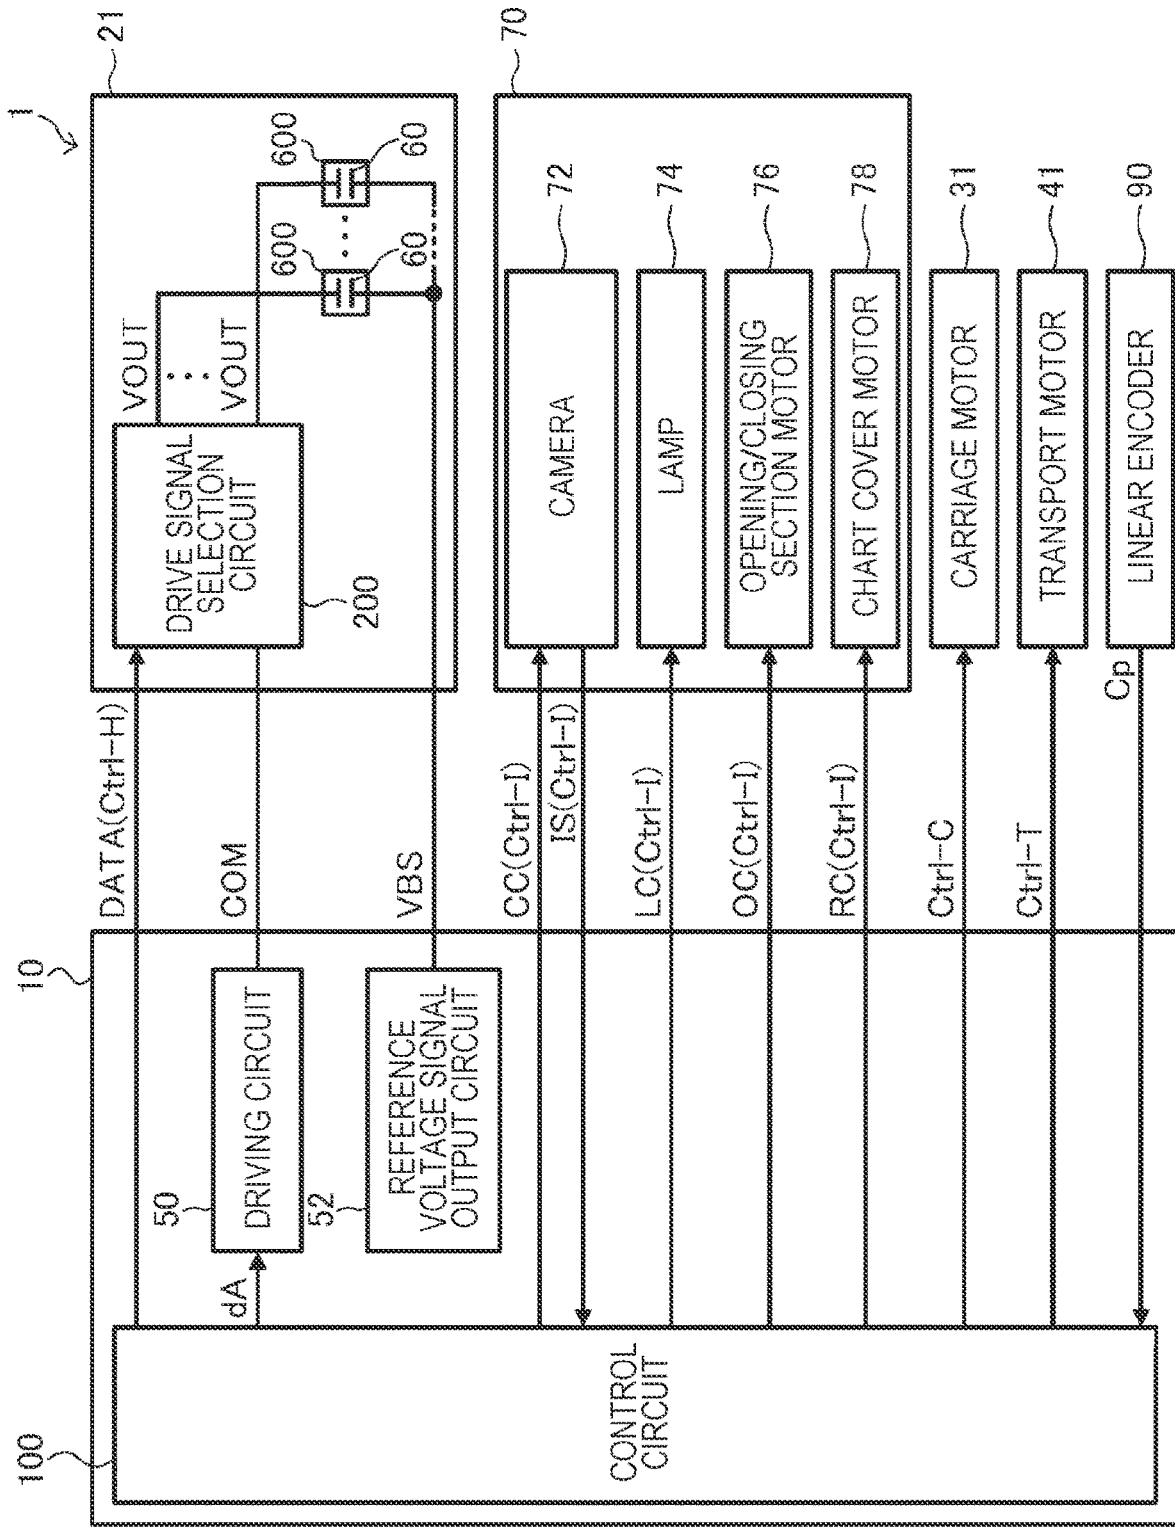 1
10
100
CONTROL
CIRCUIT
dA
50
DRIVING CIRCUIT
52
REFERENCE
VOLTAGE SIGNAL
OUTPUT CIRCUIT
DATA(Ctrl-H)
COM
VBS
CC(Ctrl-I)
IS(Ctrl-I)
LC(Ctrl-I)
OC(Ctrl-I)
RC(Ctrl-I)
Ctrl-C
Ctrl-T
Cp
21
DRIVE SIGNAL
SELECTION
CIRCUIT
200
VOUT
VOUT
600
60
600
60
70
CAMERA
72
LAMP
74
OPENING/CLOSING
SECTION MOTOR
76
CHART COVER MOTOR
78
CARRIAGE MOTOR
31
TRANSPORT MOTOR
41
LINEAR ENCODER
90